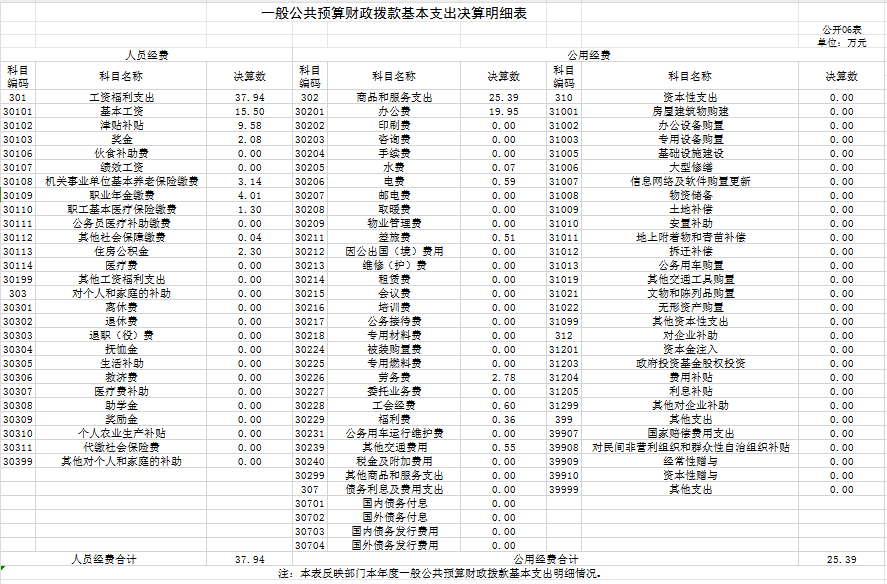 一般公共预算财政拨款基本支出决算明细表
公开06表
单位：万元
人员经费 公用经费
科目编码 科目名称 决算数 科目编码 科目名称 决算数 科目编码 科目名称 决算数
301 工资福利支出 37.94 302 商品和服务支出 25.39 310 资本性支出 0.00
30101 基本工资 15.50 30201 办公费 19.95 31001 房屋建筑物购建 0.00
30102 津贴补贴 9.58 30202 印刷费 0.00 31002 办公设备购置 0.00
30103 奖金 2.08 30203 咨询费 0.00 31003 专用设备购置 0.00
30106 伙食补助费 0.00 30204 手续费 0.00 31005 基础设施建设 0.00
30107 绩效工资 0.00 30205 水费 0.07 31006 大型修缮 0.00
30108 机关事业单位基本养老保险缴费 3.14 30206 电费 0.59 31007 信息网络及软件购置更新 0.00
30109 职业年金缴费 4.01 30207 邮电费 0.00 31008 物资储备 0.00
30110 职工基本医疗保险缴费 1.30 30208 取暖费 0.00 31009 土地补偿 0.00
30111 公务员医疗补助缴费 0.00 30209 物业管理费 0.00 31010 安置补助 0.00
30112 其他社会保障缴费 0.04 30211 差旅费 0.51 31011 地上附着物和青苗补偿 0.00
30113 住房公积金 2.30 30212 因公出国（境）费用 0.00 31012 拆迁补偿 0.00
30114 医疗费 0.00 30213 维修（护）费 0.00 31013 公务用车购置 0.00
30199 其他工资福利支出 0.00 30214 租赁费 0.00 31019 其他交通工具购置 0.00
303 对个人和家庭的补助 0.00 30215 会议费 0.00 31021 文物和陈列品购置 0.00
30301 离休费 0.00 30216 培训费 0.00 31022 无形资产购置 0.00
30302 退休费 0.00 30217 公务接待费 0.00 31099 其他资本性支出 0.00
30303 退职（役）费 0.00 30218 专用材料费 0.00 312 对企业补助 0.00
30304 抚恤金 0.00 30224 被装购置费 0.00 31201 资本金注入 0.00
30305 生活补助 0.00 30225 专用燃料费 0.00 31203 政府投资基金股权投资 0.00
30306 救济费 0.00 30226 劳务费 2.78 31204 费用补贴 0.00
30307 医疗费补助 0.00 30227 委托业务费 0.00 31205 利息补贴 0.00
30308 助学金 0.00 30228 工会经费 0.60 31299 其他对企业补助 0.00
30309 奖励金 0.00 30229 福利费 0.36 399 其他支出 0.00
30310 个人农业生产补贴 0.00 30231 公务用车运行维护费 0.00 39907 国家赔偿费用支出 0.00
30311 代缴社会保险费 0.00 30239 其他交通费用 0.55 39908 对民间非营利组织和群众性自治组织补贴 0.00
30399 其他对个人和家庭的补助 0.00 30240 税金及附加费用 0.00 39909 经常性赠与 0.00
30299 其他商品和服务支出 0.00 39910 资本性赠与 0.00
307 债务利息及费用支出 0.00 39999 其他支出 0.00
30701 国内债务付息 0.00
30702 国外债务付息 0.00
30703 国内债务发行费用 0.00
30704 国外债务发行费用 0.00
人员经费合计 37.94 公用经费合计 25.39
注：本表反映部门本年度一般公共预算财政拨款基本支出明细情况。